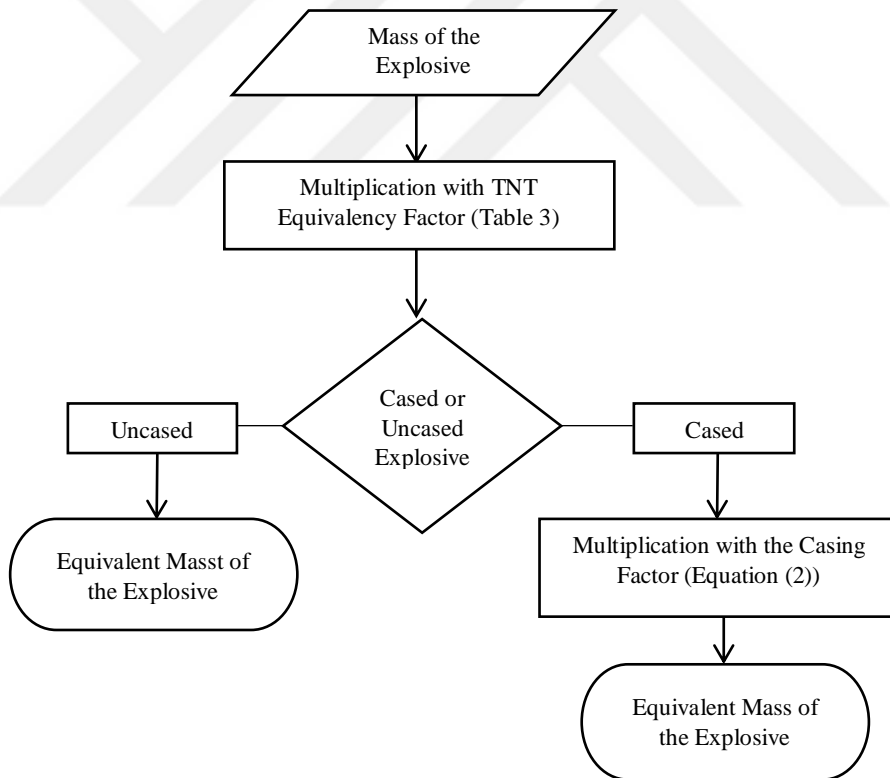 Mass of the
Explosive
Multiplication with TNT
Equivalency Factor (Table 3)
Cased or
Uncased
Explosive
Uncased
Cased
Equivalent Masst of
the Explosive
Multiplication with the Casing
Factor (Equation (2))
Equivalent Mass of
the Explosive